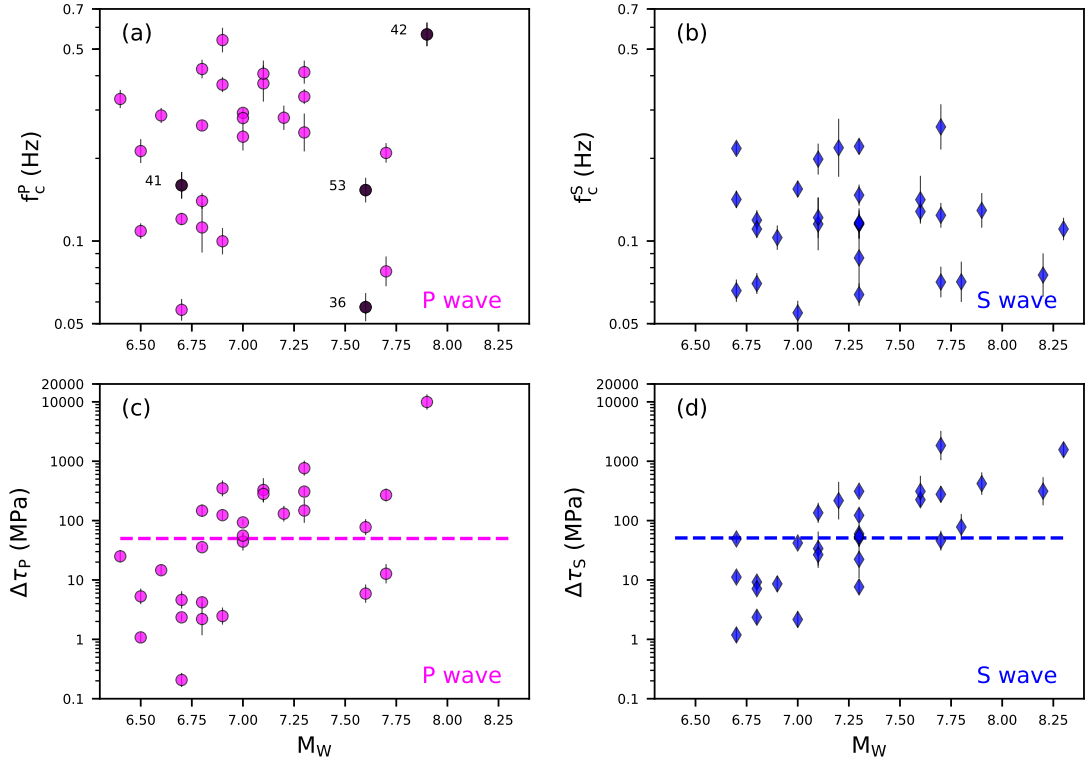 (a)
0.7
0.5
0.1
0.05
f_c^P (Hz)
42
41
53
36
P wave
6.50 6.75 7.00 7.25 7.50 7.75 8.00 8.25
(b)
0.7
0.5
0.1
0.05
f_c^S (Hz)
S wave
6.50 6.75 7.00 7.25 7.50 7.75 8.00 8.25
(c)
20000
10000
1000
100
10
1
0.1
Δτ_P (MPa)
P wave
6.50 6.75 7.00 7.25 7.50 7.75 8.00 8.25
M_W
(d)
20000
10000
1000
100
10
1
0.1
Δτ_S (MPa)
S wave
6.50 6.75 7.00 7.25 7.50 7.75 8.00 8.25
M_W